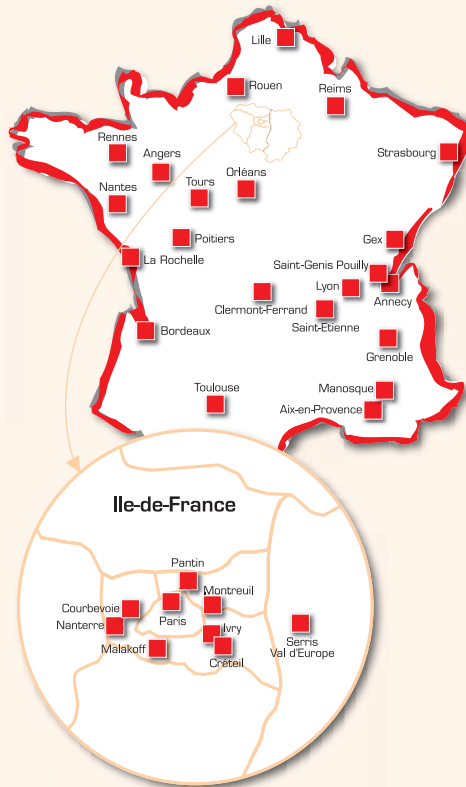 Lille
Rouen
Reims
Rennes
Strasbourg
Angers
Tours
Orléans
Nantes
Poitiers
Gex
La Rochelle
Saint-Genis Pouilly
Lyon
Annecy
Clermont-Ferrand
Saint-Etienne
Bordeaux
Grenoble
Toulouse
Manosque
Aix-en-Provence
Ile-de-France
Pantin
Montreuil
Courbevoie
Paris
Nanterre
Ivry
Malakoff
Créteil
Serris
Val d'Europe